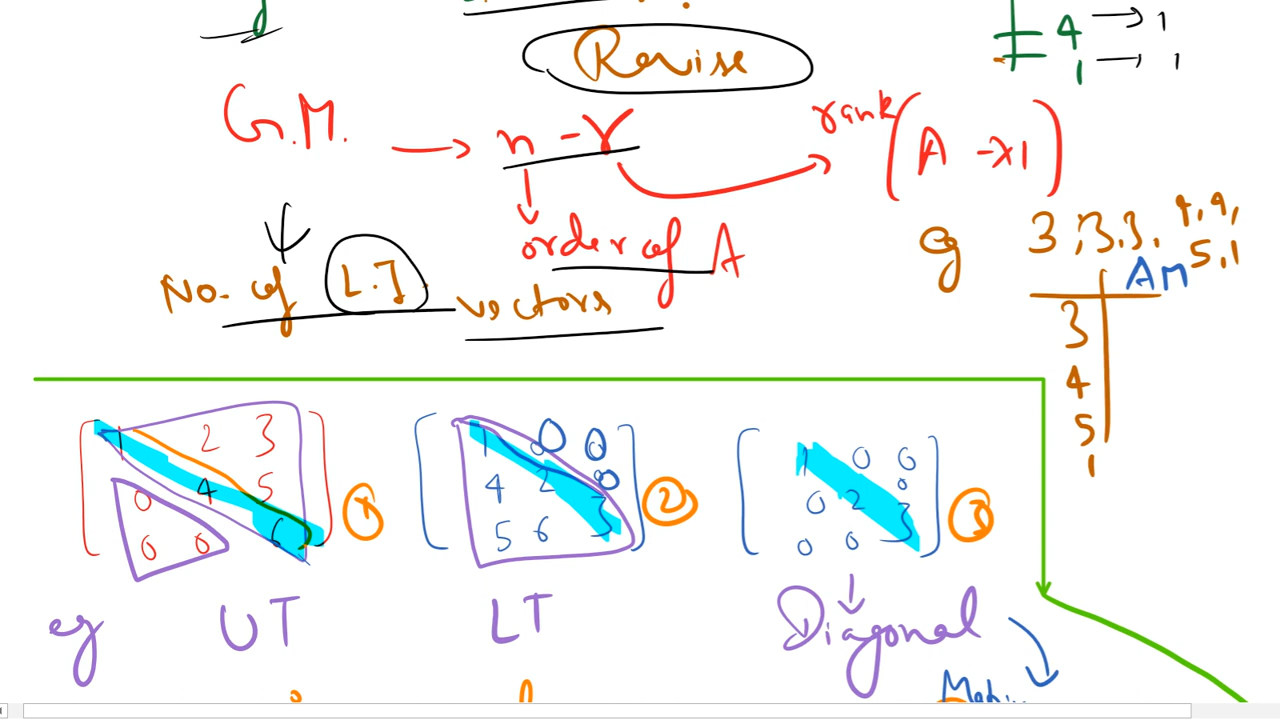 4 → 1
1 → 1
Revise
G.M. → n - r
rank (A - λI)
order of A
No. of L.I. vectors
eg 3,3,3, 4,4,
5,1
AM
3
4
5
1
1 2 3
0 4 5
0 0 6
1
1 0 0
4 2 0
5 6 3
2
1 0 0
0 2 0
0 0 3
3
eg UT
LT
Diagonal